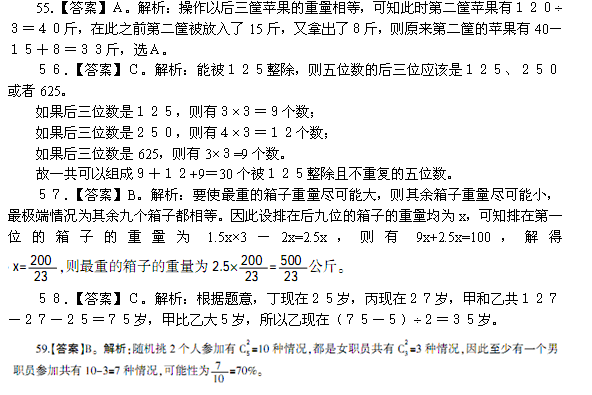 55.【答案】A。解析：操作以后三筐苹果的重量相等，可知此时第二筐苹果有１２０÷
３＝４０斤，在此之前第二筐被放入了 15 斤，又拿出了８斤，则原来第二筐的苹果有 40－
１５＋８＝３３斤，选Ａ。
５６.【答案】Ｃ。解析：能被１２５整除，则五位数的后三位应该是１２５、２５０
或者 625。
如果后三位数是１２５，则有３×３＝９个数；
如果后三位数是２５０，则有４×３＝１２个数；
如果后三位数是 625，则有 3×３=9 个数。
故一共可以组成９＋１２+9＝30 个被１２５整除且不重复的五位数。
５７.【答案】B。解析：要使最重的箱子重量尽可能大，则其余箱子重量尽可能小，
最极端情况为其余九个箱子都相等。因此设排在后九位的箱子的重量均为 x，可知排在第一
位的箱子的重量为 1.5x×3－2x=2.5x，则有 9x+2.5x=100，解得
x=200/23，则最重的箱子的重量为 2.5×200/23=500/23公斤。
５８.【答案】Ｃ。解析：根据题意，丁现在２５岁，丙现在２７岁，甲和乙共１２７
－２７－２５＝７５岁，甲比乙大５岁，所以乙现在（７５－５）÷２＝３５岁。
59.【答案】B。解析：随机挑 2 个人参加有 C²₅=10 种情况，都是女职员共有 C²₃=3 种情况，因此至少有一个男
职员参加共有 10-3=7 种情况，可能性为7/10=70%。